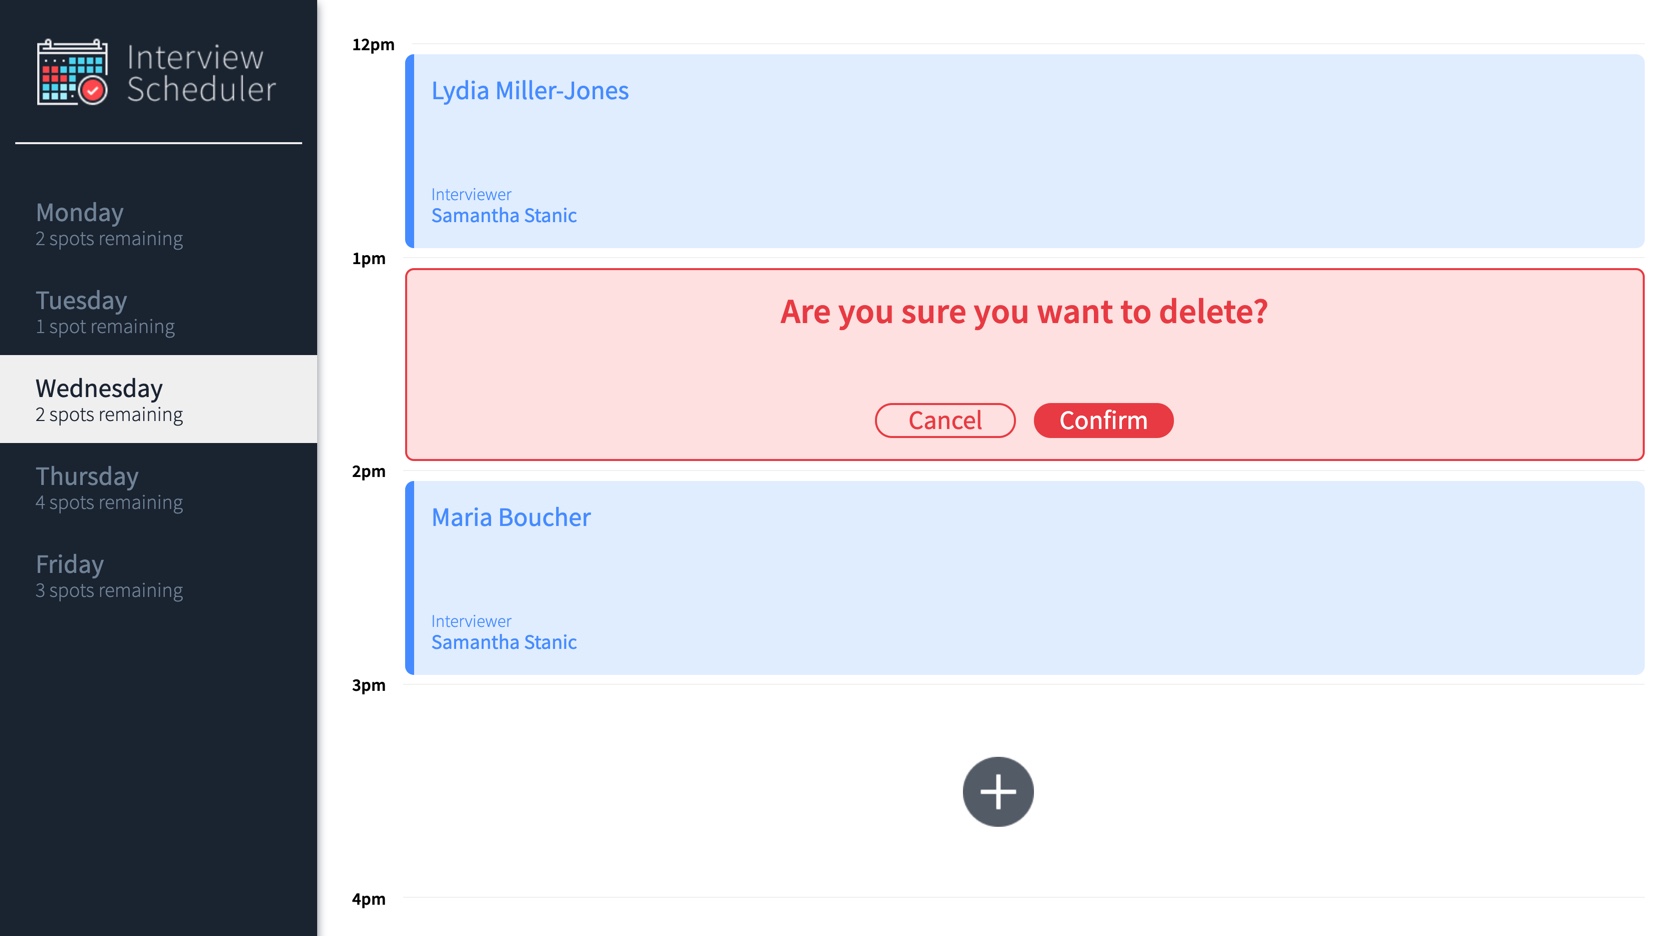 Interview
Scheduler
Monday
2 spots remaining
Tuesday
1 spot remaining
Wednesday
2 spots remaining
Thursday
4 spots remaining
Friday
3 spots remaining
12pm
Lydia Miller-Jones
Interviewer
Samantha Stanic
1pm
Are you sure you want to delete?
Cancel Confirm
2pm
Maria Boucher
Interviewer
Samantha Stanic
3pm
4pm